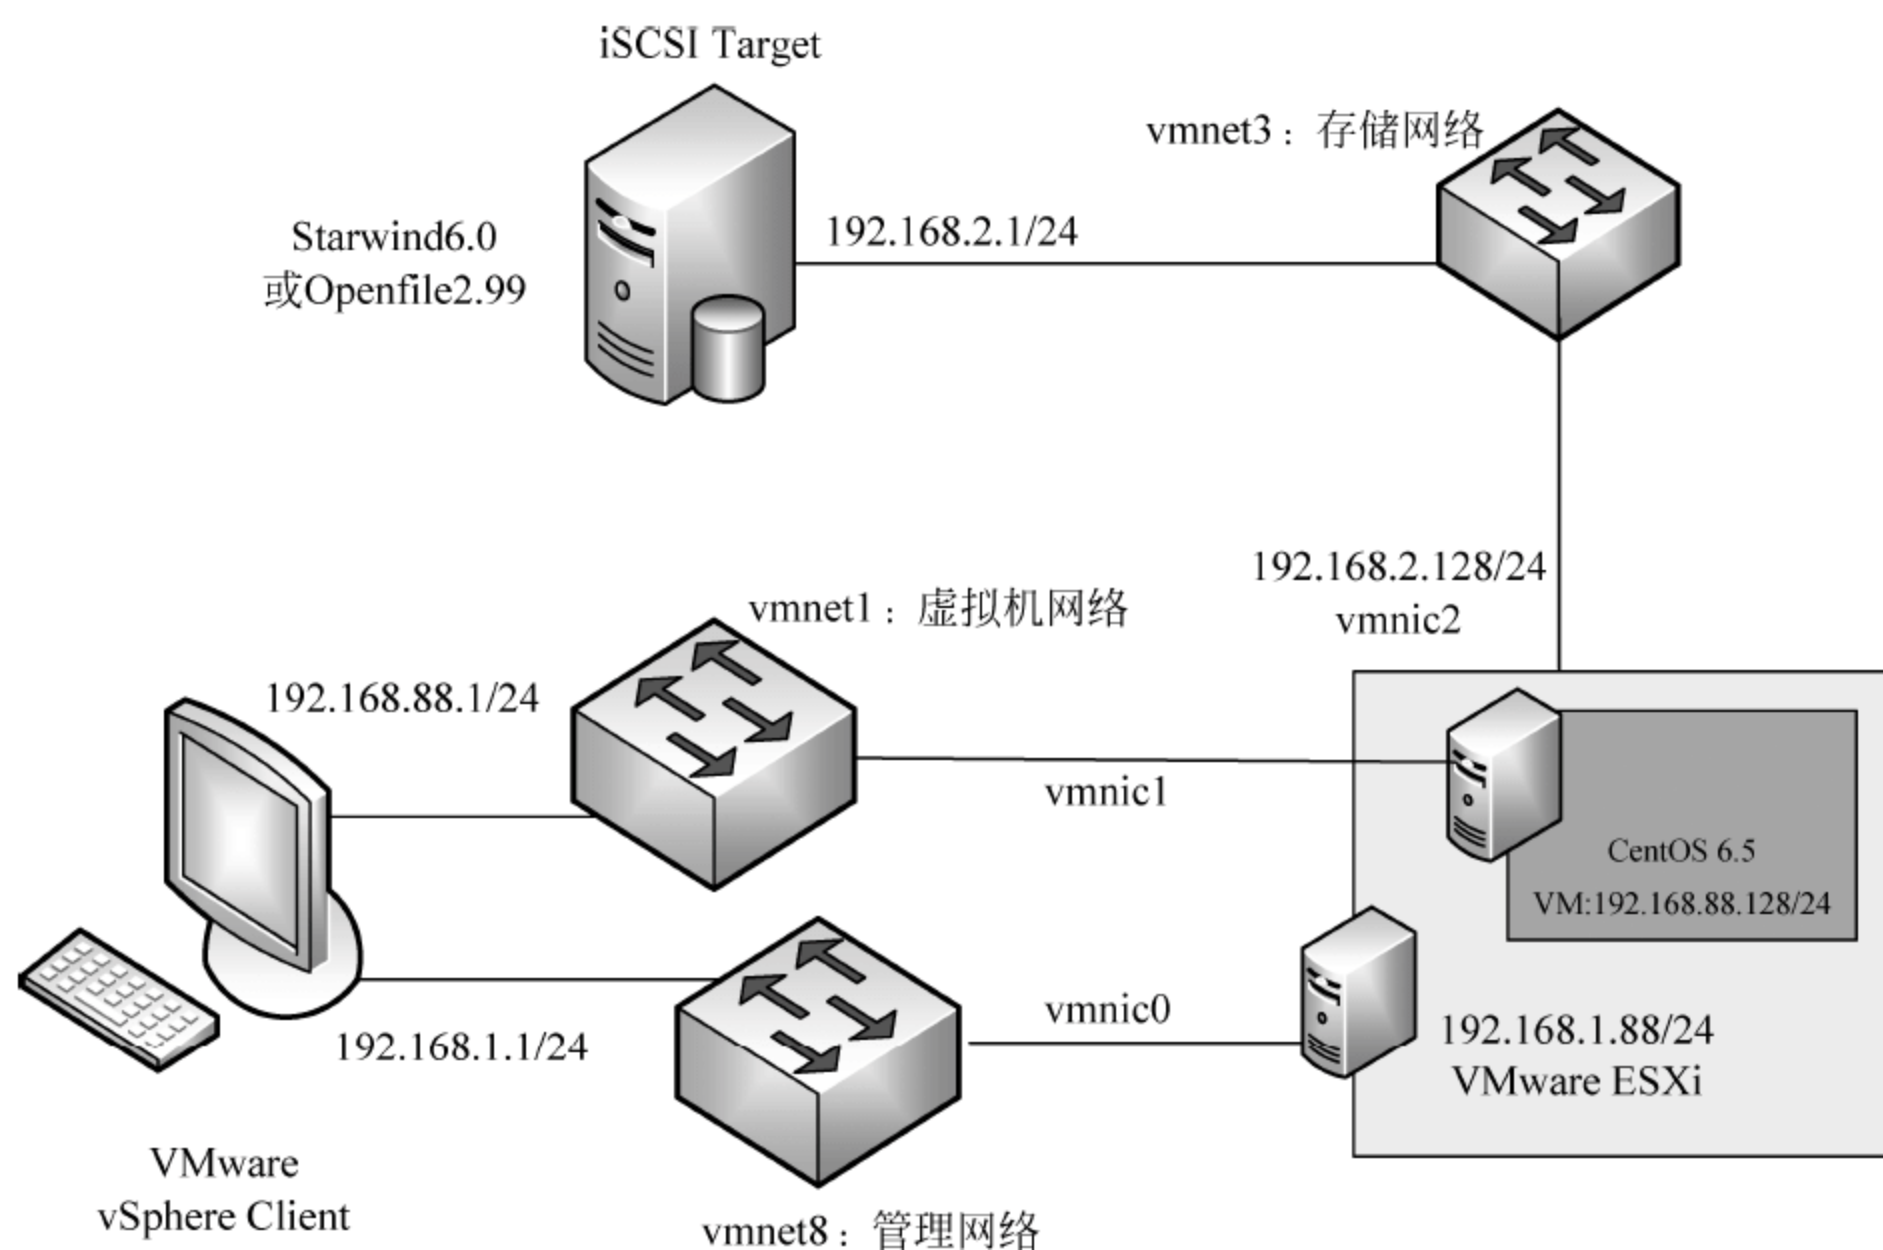 iSCSI Target
vmnet3：存储网络
192.168.2.1/24
Starwind6.0
或Openfile2.99
192.168.2.128/24
vmnic2
vmnet1：虚拟机网络
192.168.88.1/24
vmnic1
CentOS 6.5
VM:192.168.88.128/24
vmnic0
192.168.1.88/24
VMware ESXi
192.168.1.1/24
VMware
vSphere Client
vmnet8：管理网络